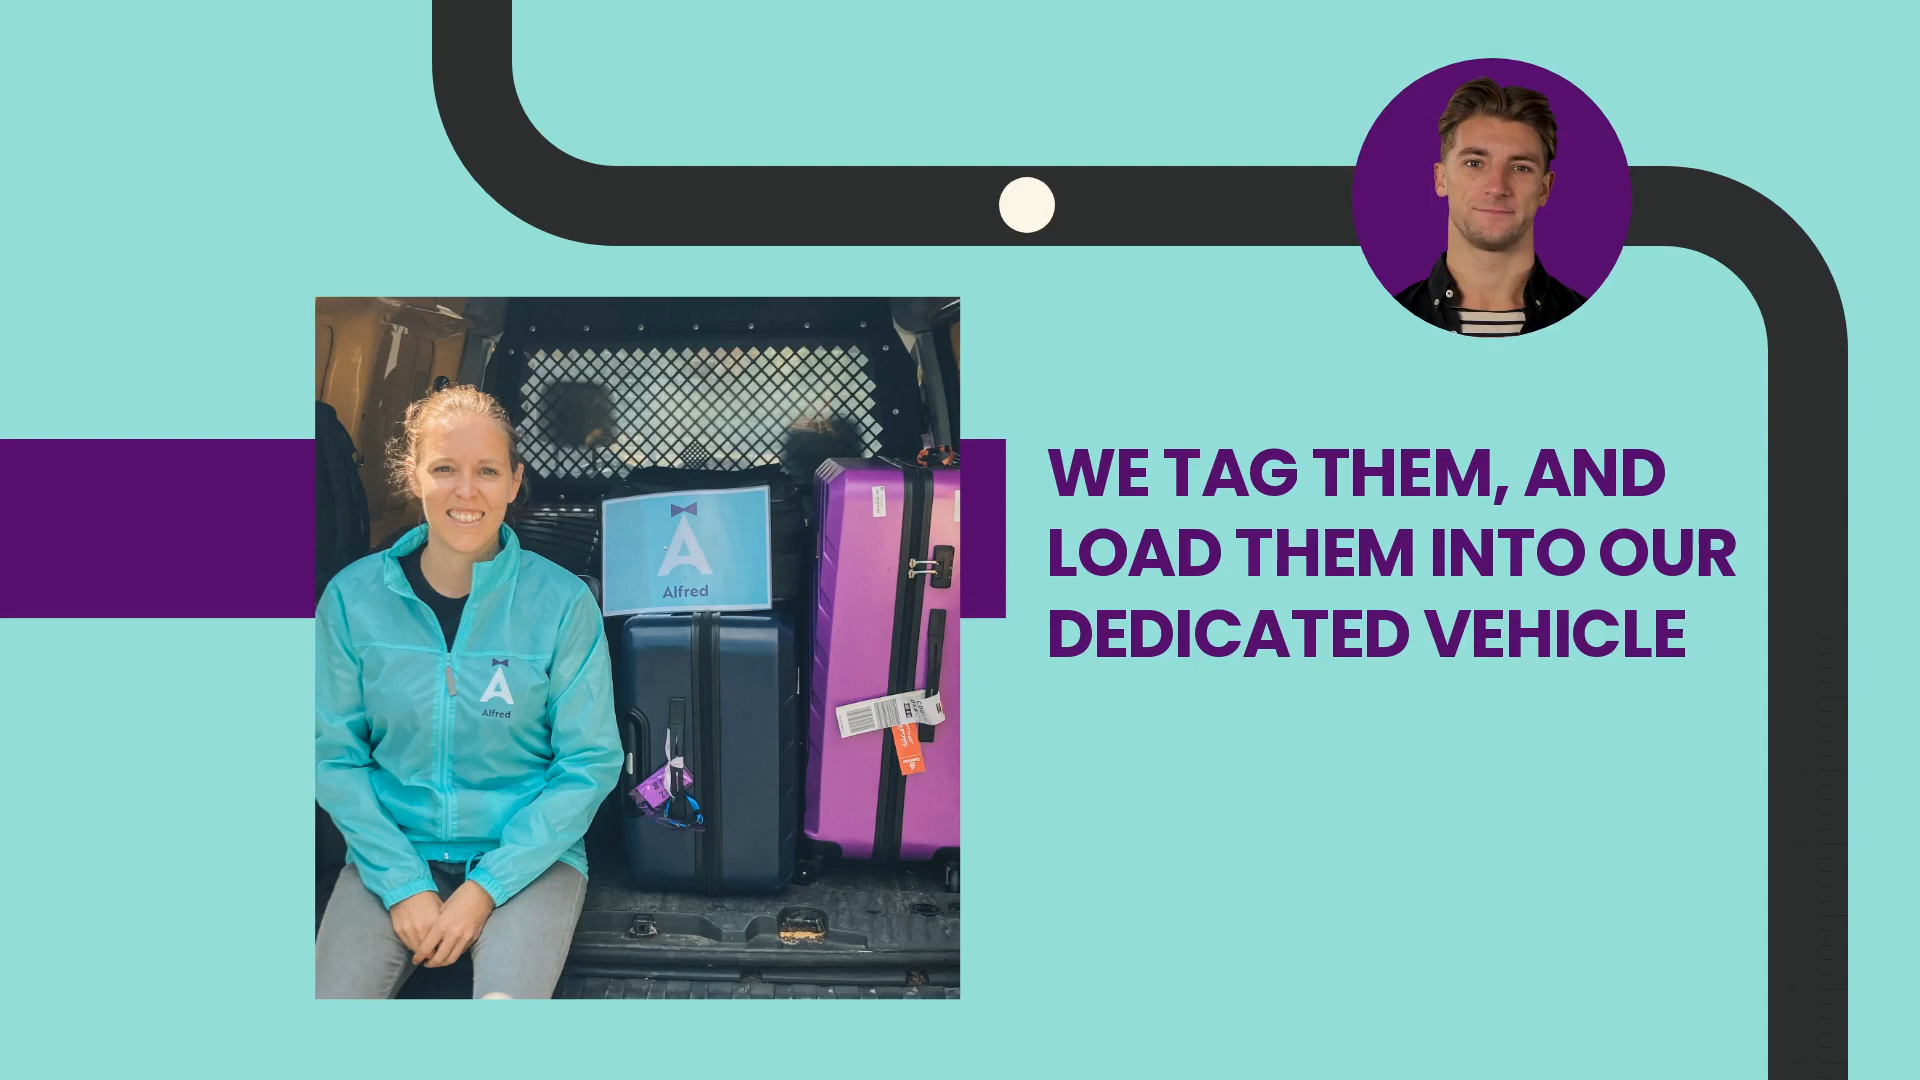 WE TAG THEM, AND
LOAD THEM INTO OUR
DEDICATED VEHICLE
A
Alfred
A
Alfred